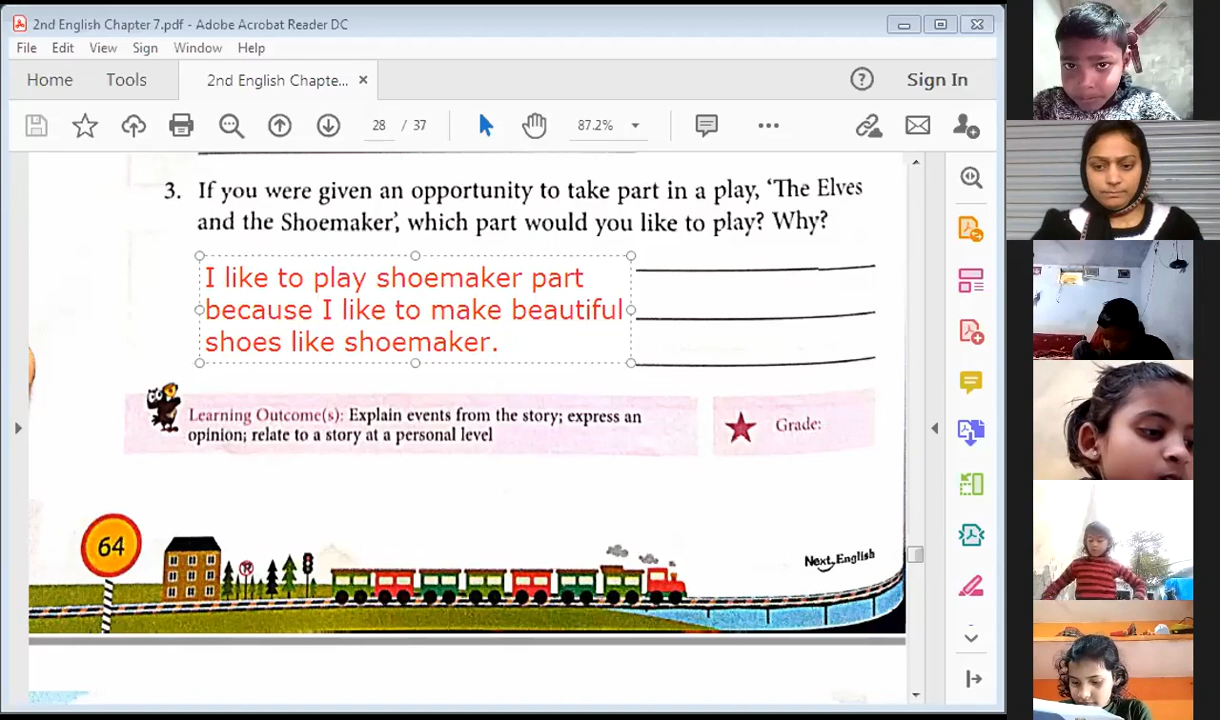 2nd English Chapter 7.pdf - Adobe Acrobat Reader DC
File Edit View Sign Window Help
Home Tools 2nd English Chapte... × Sign In
28 / 37 87.2%
3. If you were given an opportunity to take part in a play, ‘The Elves
and the Shoemaker’, which part would you like to play? Why?
I like to play shoemaker part
because I like to make beautiful
shoes like shoemaker.
Learning Outcome(s): Explain events from the story; express an
opinion; relate to a story at a personal level
Grade:
64
Next English